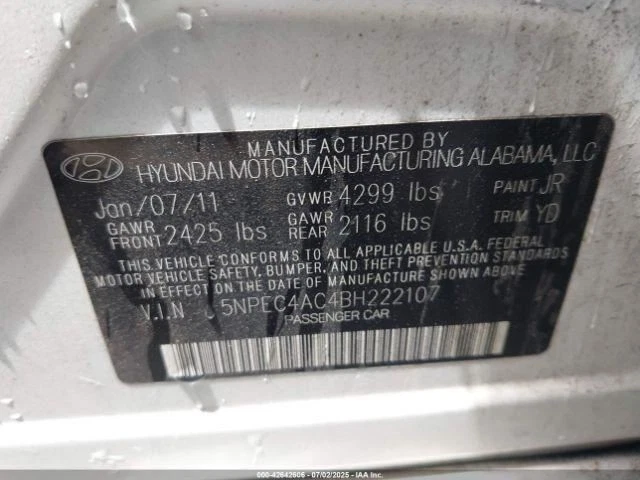 MANUFACTURED BY
HYUNDAI MOTOR MANUFACTURING ALABAMA, LLC
Jan/07/11 GVWR 4299 lbs PAINT JR
GAWR FRONT 2425 lbs GAWR REAR 2116 lbs TRIM YD
THIS VEHICLE CONFORMS TO ALL APPLICABLE U.S.A. FEDERAL
MOTOR VEHICLE SAFETY, BUMPER, AND THEFT PREVENTION STANDARDS
IN EFFECT ON THE DATE OF MANUFACTURE SHOWN ABOVE.
V.I.N 5NPEC4AC4BH222107
PASSENGER CAR
000-42642606 - 07/02/2025 - IAAI.COM